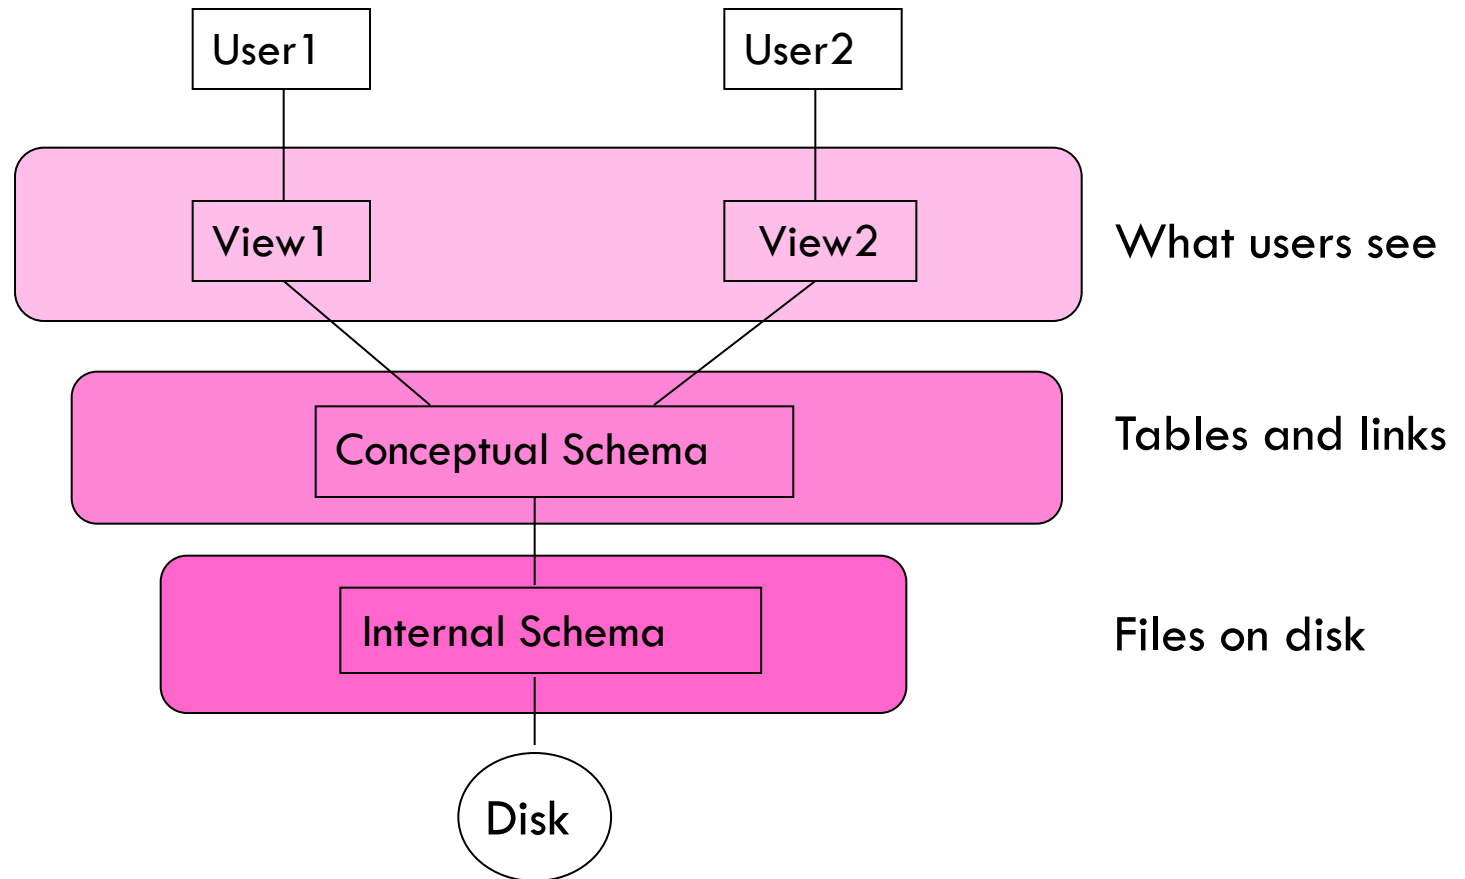 User1
User2
View1
View2
What users see
Conceptual Schema
Tables and links
Internal Schema
Files on disk
Disk